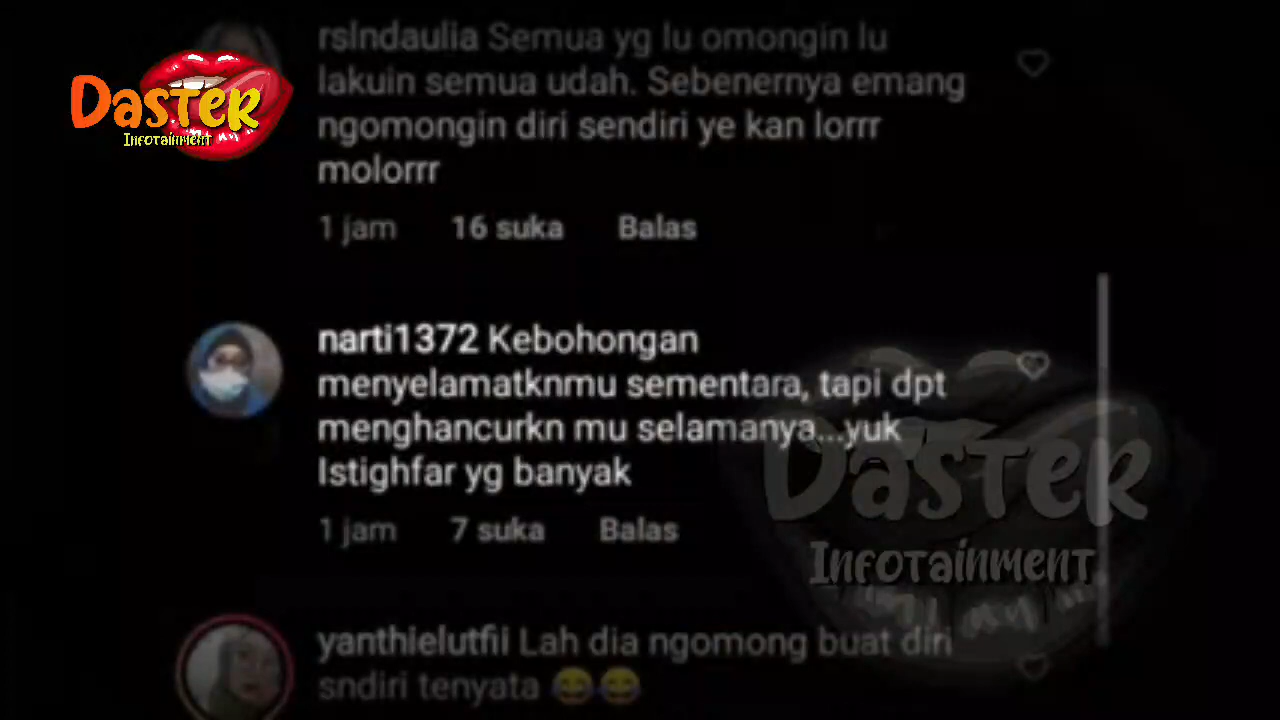 rslndaulia Semua yg lu omongin lu
lakuin semua udah. Sebenernya emang
ngomongin diri sendiri ye kan lorrr
molorrr
1 jam 16 suka Balas
narti1372 Kebohongan
menyelamatknmu sementara, tapi dpt
menghancurkn mu selamanya...yuk
Istighfar yg banyak
1 jam 7 suka Balas
yanthielutfii Lah dia ngomong buat diri
sndiri tenyata 😂😂
DasTER
Infotainment
DasTER
Infotainment